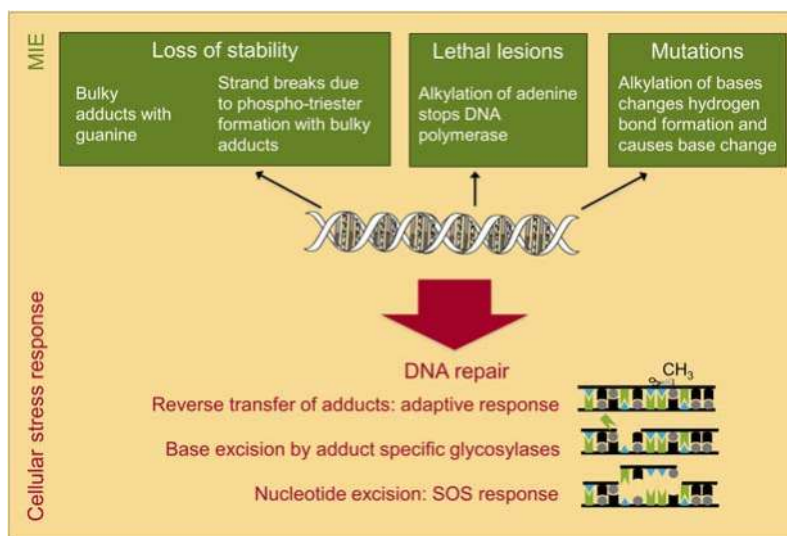 MIE
Loss of stability
Bulky
adducts with
guanine
Strand breaks due
to phospho-triester
formation with bulky
adducts
Lethal lesions
Alkylation of adenine
stops DNA
polymerase
Mutations
Alkylation of bases
changes hydrogen
bond formation and
causes base change
Cellular stress response
DNA repair
CH3
Reverse transfer of adducts: adaptive response
Base excision by adduct specific glycosylases
Nucleotide excision: SOS response